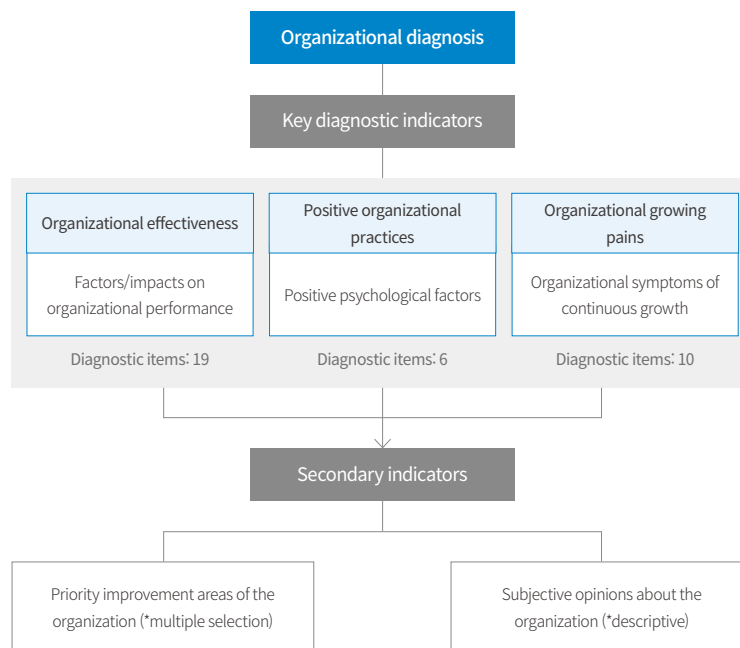 Organizational diagnosis
Key diagnostic indicators
Organizational effectiveness
Factors/impacts on
organizational performance
Diagnostic items: 19
Positive organizational
practices
Positive psychological factors
Diagnostic items: 6
Organizational growing
pains
Organizational symptoms of
continuous growth
Diagnostic items: 10
Secondary indicators
Priority improvement areas of the
organization (*multiple selection)
Subjective opinions about the
organization (*descriptive)